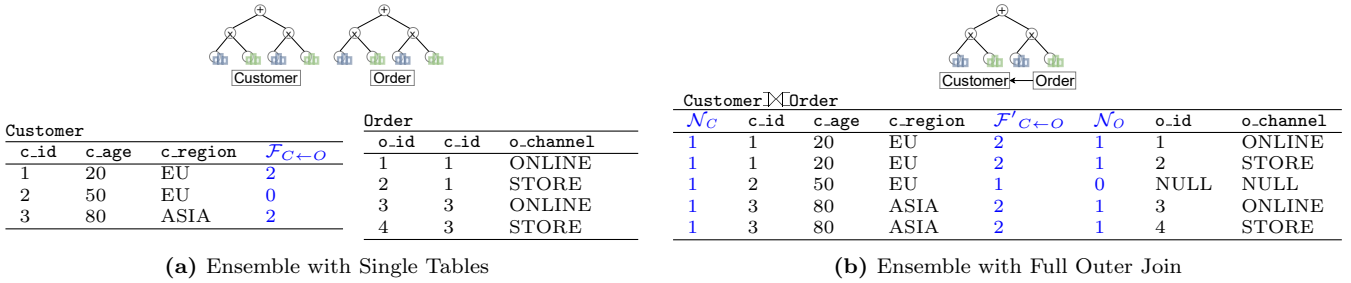 Customer Order
Customer
c_id c_age c_region F_{C←O}
1 20 EU 2
2 50 EU 0
3 80 ASIA 2
Order
o_id c_id o_channel
1 1 ONLINE
2 1 STORE
3 3 ONLINE
4 3 STORE
(a) Ensemble with Single Tables
Customer Order
Customer⟗Order
N_C c_id c_age c_region F'_{C←O} N_O o_id o_channel
1 1 20 EU 2 1 1 ONLINE
1 1 20 EU 2 1 2 STORE
1 2 50 EU 1 0 NULL NULL
1 3 80 ASIA 2 1 3 ONLINE
1 3 80 ASIA 2 1 4 STORE
(b) Ensemble with Full Outer Join